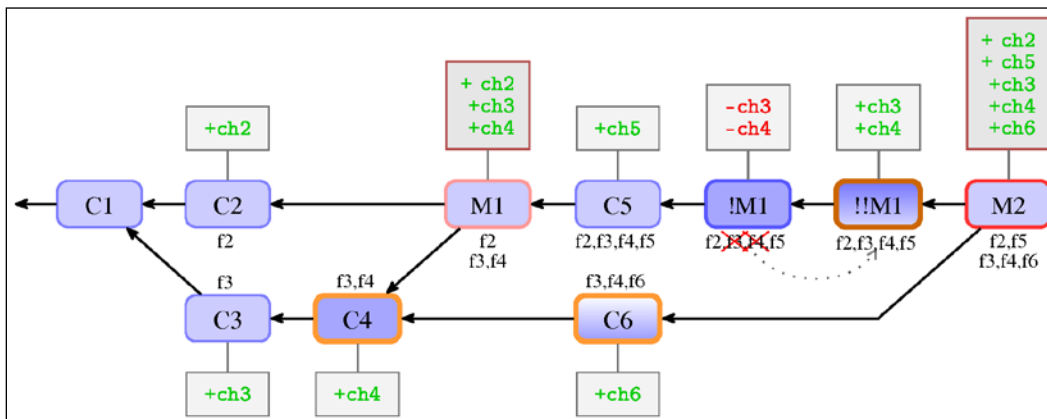 + ch2
+ ch5
+ch3
+ch4
+ch6
+ ch2
+ch3
+ch4
-ch3
-ch4
+ch3
+ch4
+ch2
+ch5
C1
C2
M1
C5
!M1
!!M1
M2
f2
f2
f3,f4
f2,f3,f4,f5
f2,f3,f4,f5
f2,f3,f4,f5
f2,f5
f3,f4,f6
f3
f3,f4
f3,f4,f6
C3
C4
C6
+ch3
+ch4
+ch6